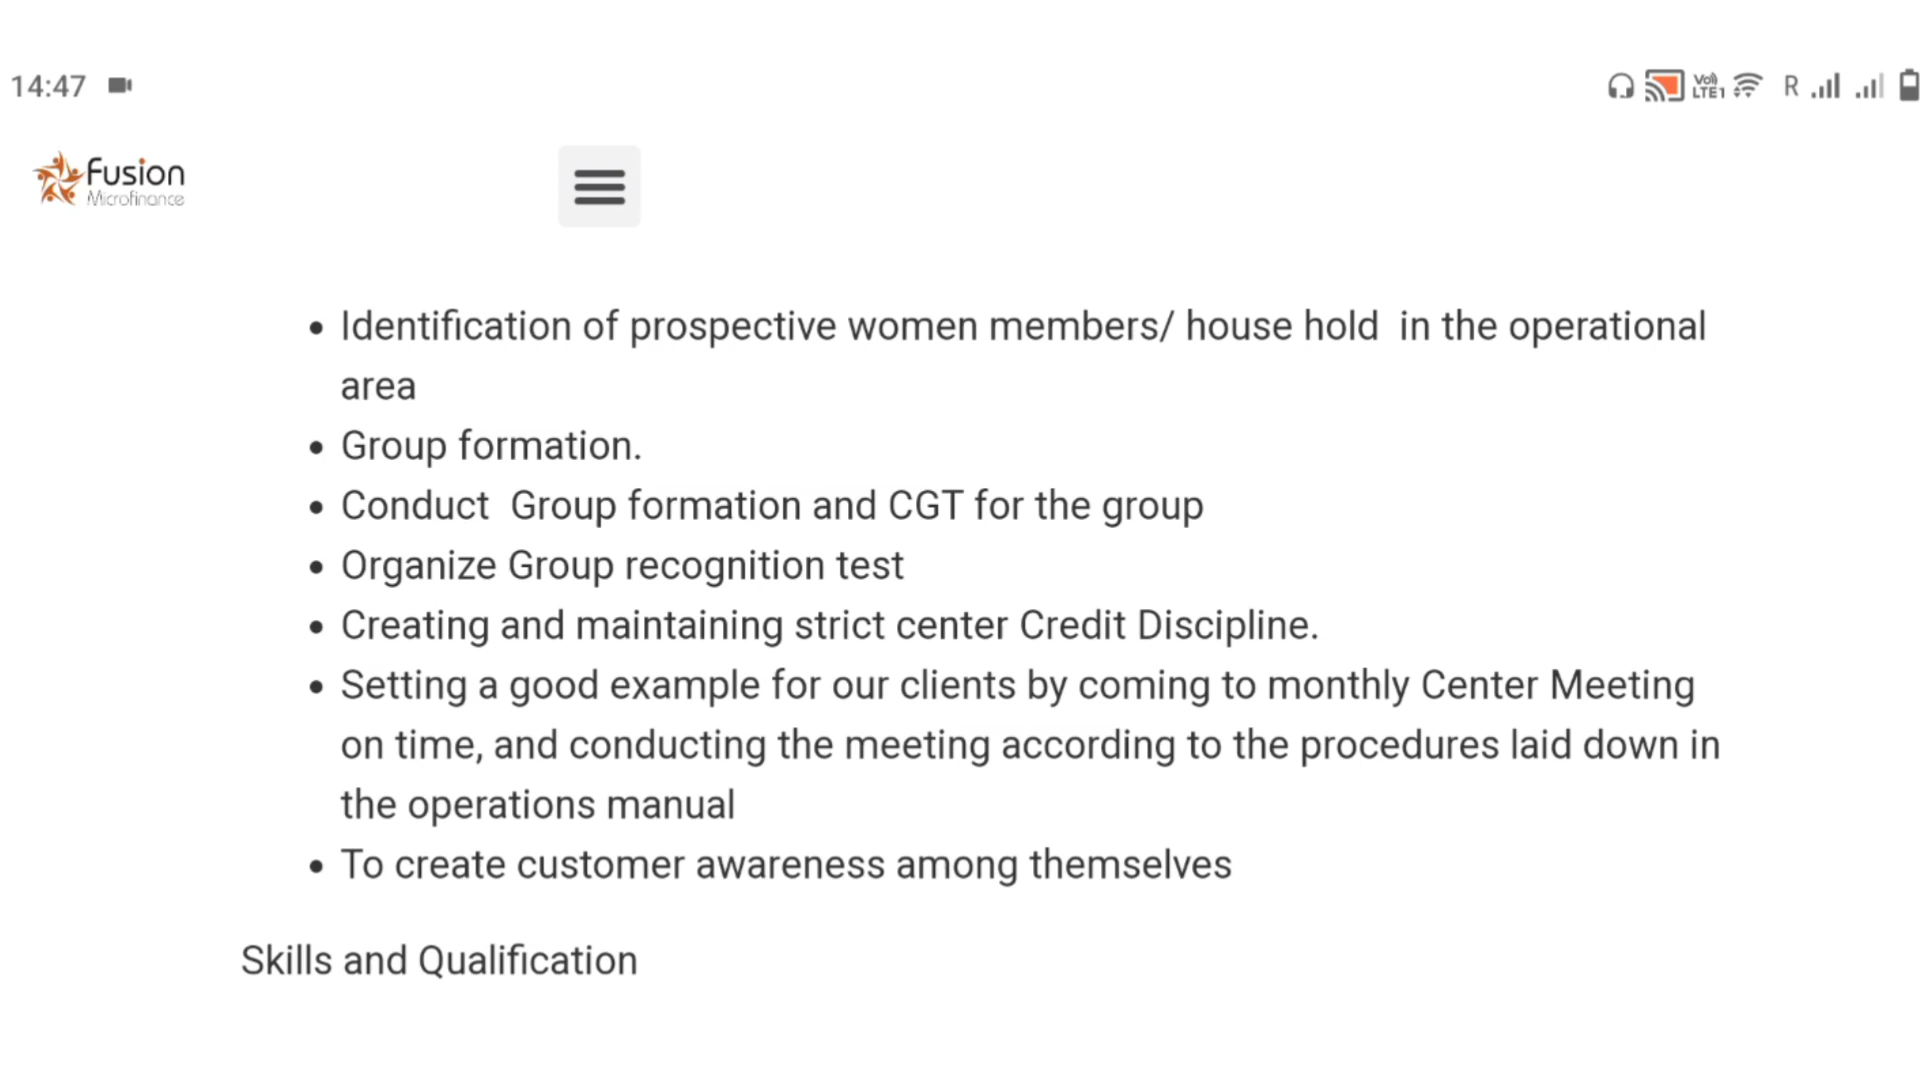 14:47
Vo) LTE1 R
Fusion
Microfinance
• Identification of prospective women members/ house hold  in the operational
area
• Group formation.
• Conduct  Group formation and CGT for the group
• Organize Group recognition test
• Creating and maintaining strict center Credit Discipline.
• Setting a good example for our clients by coming to monthly Center Meeting
on time, and conducting the meeting according to the procedures laid down in
the operations manual
• To create customer awareness among themselves
Skills and Qualification